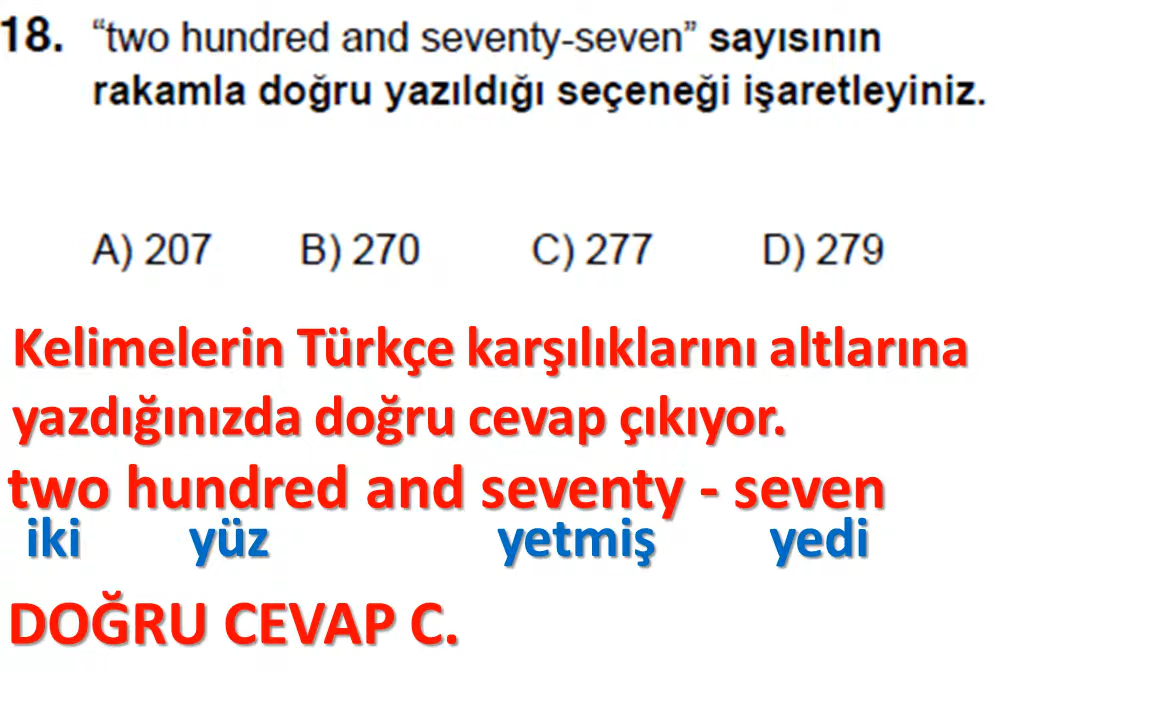 18. “two hundred and seventy-seven” sayısının
rakamla doğru yazıldığı seçeneği işaretleyiniz.
A) 207 B) 270 C) 277 D) 279
Kelimelerin Türkçe karşılıklarını altlarına
yazdığınızda doğru cevap çıkıyor.
two hundred and seventy - seven
iki yüz yetmiş yedi
DOĞRU CEVAP C.